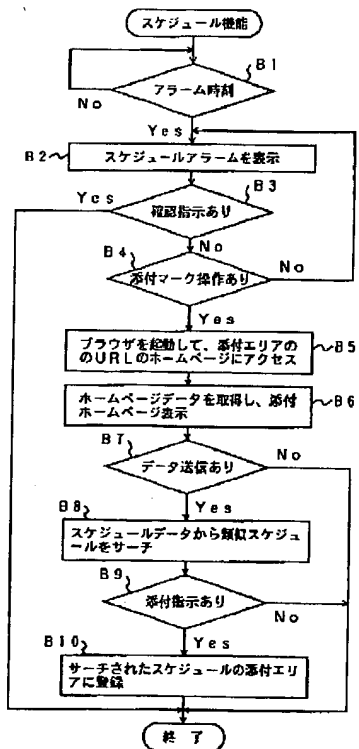 スケジュール機能
B1
アラーム時刻
No
Yes
B2
スケジュールアラームを表示
B3
Yes
確認指示あり
No
B4
添付マーク操作あり
No
Yes
ブラウザを起動して、添付エリアの
のURLのホームページにアクセス
B5
ホームページデータを取得し、添付
ホームページ表示
B6
B7
データ送信あり
No
Yes
B8
スケジュールデータから類似スケジュ
ールをサーチ
B9
添付指示あり
No
Yes
B10
サーチされたスケジュールの添付エリ
アに登録
終了